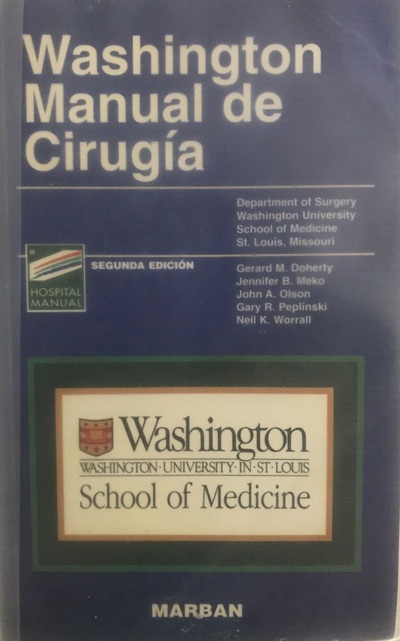 Washington
Manual de
Cirugía
Department of Surgery
Washington University
School of Medicine
St. Louis, Missouri
HOSPITAL
MANUAL
SEGUNDA EDICIÓN
Gerard M. Doherty
Jennifer B. Meko
John A. Olson
Gary R. Peplinski
Neil K. Worrall
Washington
WASHINGTON·UNIVERSITY·IN·ST·LOUIS
School of Medicine
MARBAN